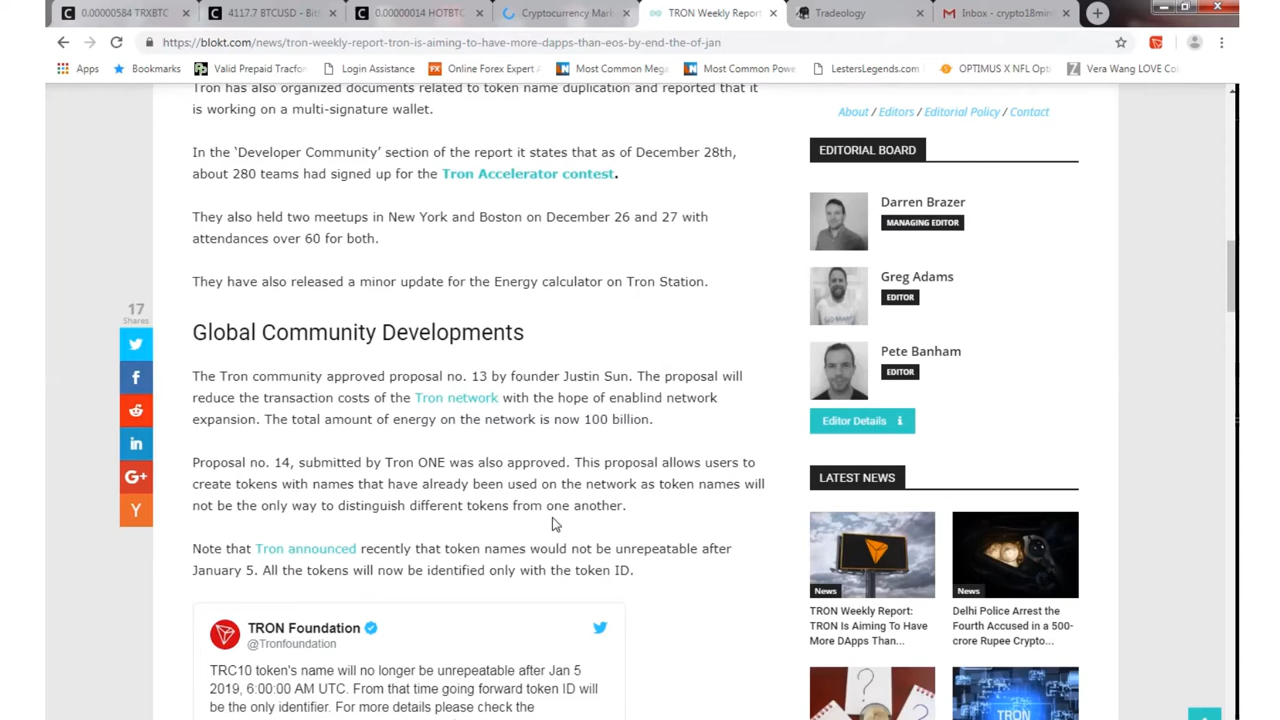 0.00000584 TRXBTC
4117.7 BTCUSD - Bit
0.00000014 HOTBTC
Cryptocurrency Mark
TRON Weekly Report
Tradeology
Inbox - crypto18min
https://blokt.com/news/tron-weekly-report-tron-is-aiming-to-have-more-dapps-than-eos-by-end-the-of-jan
Apps
Bookmarks
Valid Prepaid Tracfon
Login Assistance
Online Forex Expert A
Most Common Mega
Most Common Powe
LestersLegends.com
OPTIMUS X NFL Opti
Vera Wang LOVE Col
Tron has also organized documents related to token name duplication and reported that it
is working on a multi-signature wallet.
In the ‘Developer Community’ section of the report it states that as of December 28th,
about 280 teams had signed up for the Tron Accelerator contest.
They also held two meetups in New York and Boston on December 26 and 27 with
attendances over 60 for both.
They have also released a minor update for the Energy calculator on Tron Station.
17
Shares
Global Community Developments
The Tron community approved proposal no. 13 by founder Justin Sun. The proposal will
reduce the transaction costs of the Tron network with the hope of enablind network
expansion. The total amount of energy on the network is now 100 billion.
Proposal no. 14, submitted by Tron ONE was also approved. This proposal allows users to
create tokens with names that have already been used on the network as token names will
not be the only way to distinguish different tokens from one another.
Note that Tron announced recently that token names would not be unrepeatable after
January 5. All the tokens will now be identified only with the token ID.
TRON Foundation
@Tronfoundation
TRC10 token's name will no longer be unrepeatable after Jan 5
2019, 6:00:00 AM UTC. From that time going forward token ID will
be the only identifier. For more details please check the
About / Editors / Editorial Policy / Contact
EDITORIAL BOARD
Darren Brazer
MANAGING EDITOR
Greg Adams
EDITOR
Pete Banham
EDITOR
Editor Details i
LATEST NEWS
News
TRON Weekly Report:
TRON Is Aiming To Have
More DApps Than...
News
Delhi Police Arrest the
Fourth Accused in a 500-
crore Rupee Crypto...
TRON